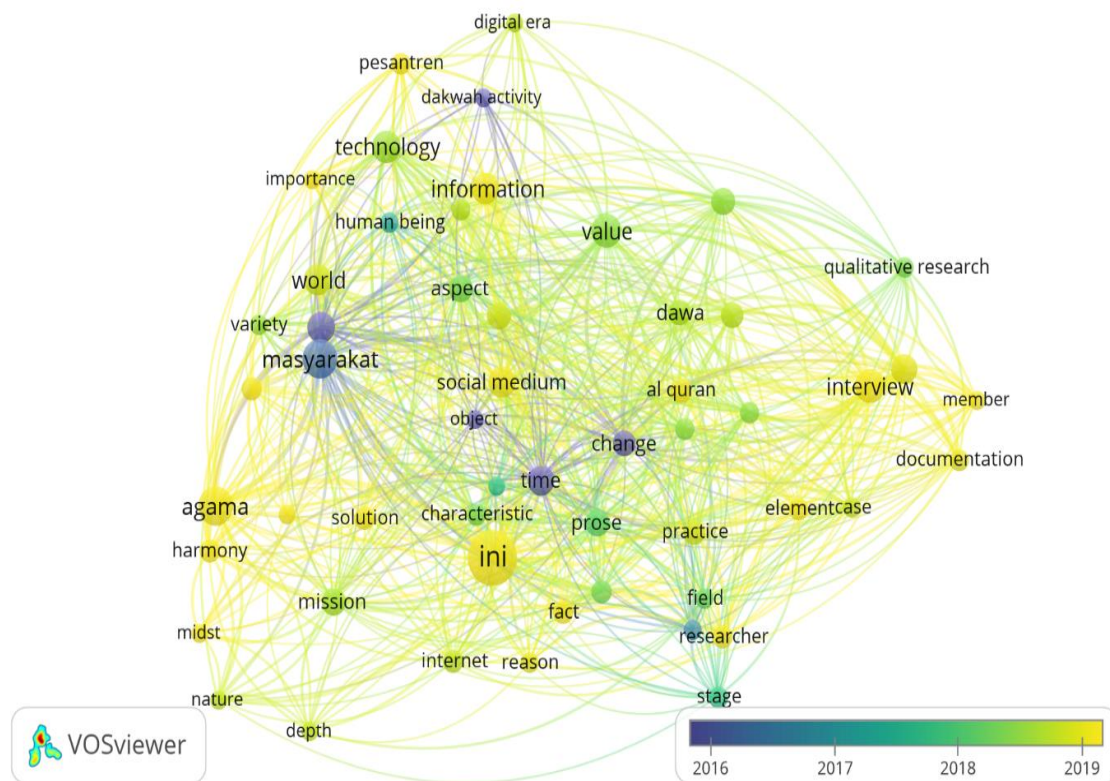 digital era
pesantren
dakwah activity
technology
importance
information
human being
value
qualitative research
world
aspect
variety
dawa
masyarakat
social medium
al quran
interview
member
object
change
documentation
time
agama
solution
characteristic
prose
practice
elementcase
harmony
ini
mission
fact
field
midst
researcher
internet
reason
nature
stage
depth
VOSviewer
2016
2017
2018
2019